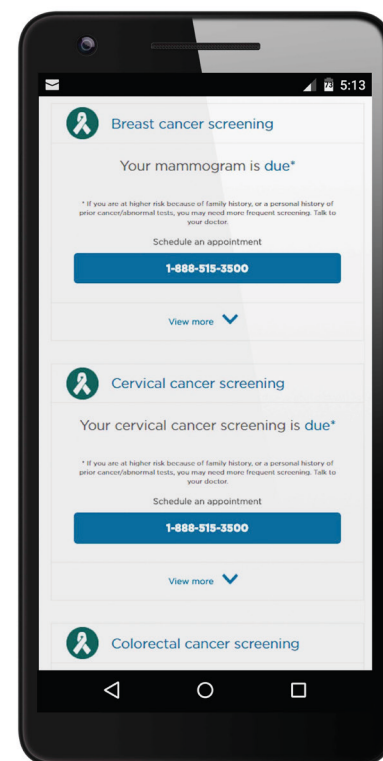 73 5:13
Breast cancer screening
Your mammogram is due*
* If you are at higher risk because of family history, or a personal history of
prior cancer/abnormal tests, you may need more frequent screening. Talk to
your doctor.
Schedule an appointment
1-888-515-3500
View more
Cervical cancer screening
Your cervical cancer screening is due*
* If you are at higher risk because of family history, or a personal history of
prior cancer/abnormal tests, you may need more frequent screening. Talk to
your doctor.
Schedule an appointment
1-888-515-3500
View more
Colorectal cancer screening